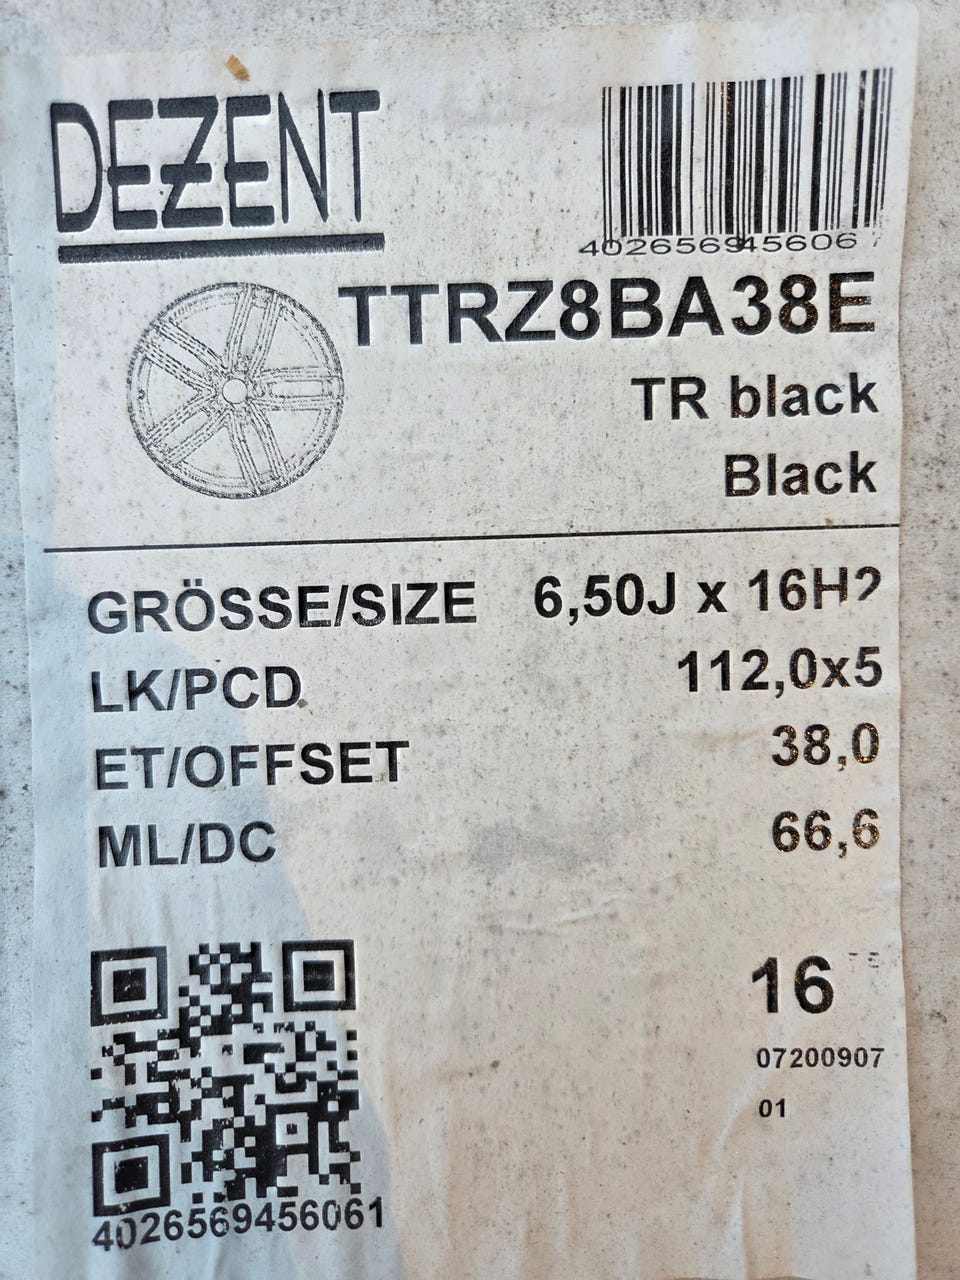 DEZENT
4026569456061
TTRZ8BA38E
TR black
Black
GRÖSSE/SIZE 6,50J x 16H2
LK/PCD 112,0x5
ET/OFFSET 38,0
ML/DC 66,6
16
07200907
01
4026569456061